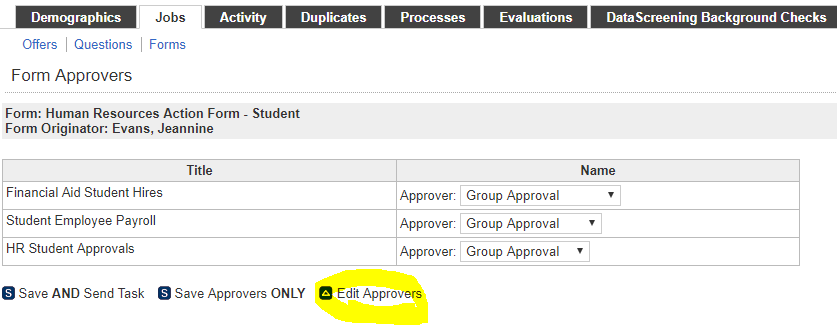 Demographics Jobs Activity Duplicates Processes Evaluations DataScreening Background Checks
Offers Questions Forms
Form Approvers
Form: Human Resources Action Form - Student
Form Originator: Evans, Jeannine
Title Name
Financial Aid Student Hires Approver: Group Approval
Student Employee Payroll Approver: Group Approval
HR Student Approvals Approver: Group Approval
S Save AND Send Task S Save Approvers ONLY Edit Approvers